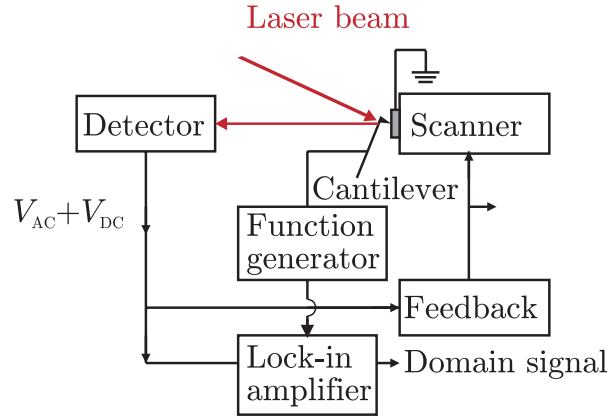 Laser beam
Detector
Scanner
Cantilever
V_AC+V_DC
Function
generator
Feedback
Lock-in
amplifier
Domain signal